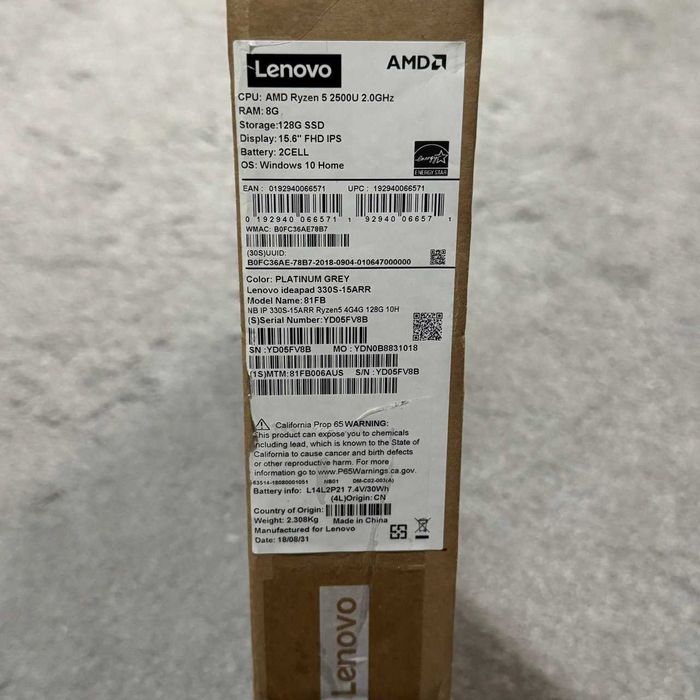 Lenovo
AMD
CPU: AMD Ryzen 5 2500U 2.0GHz
RAM: 8G
Storage:128G SSD
Display: 15.6" FHD IPS
Battery: 2CELL
OS: Windows 10 Home
energy
ENERGY STAR
EAN : 0192940066571 UPC : 192940066571
0 192940 066571 1 92940 06657 1
WMAC: B0FC36AE78B7
(30S)UUID:
B0FC36AE-78B7-2018-0904-010647000000
Color: PLATINUM GREY
Lenovo ideapad 330S-15ARR
Model Name: 81FB
NB IP 330S-15ARR Ryzen5 4G4G 128G 10H
(S)Serial Number: YD05FV8B
SN :YD05FV8B MO : YDN0B8831018
(1S)MTM:81FB006AUS S/N :YD05FV8B
California Prop 65 WARNING:
This product can expose you to chemicals
including lead, which is known to the State of
California to cause cancer and birth defects
or other reproductive harm. For more
information go to www.P65Warnings.ca.gov.
63514-18080001051 NB01 DM-C02-003(A)
Battery info: L14L2P21 7.4V/30Wh
(4L)Origin: CN
Country of Origin:
Weight: 2.308Kg Made in China
Manufactured for Lenovo
Date: 18/08/31
Lenovo